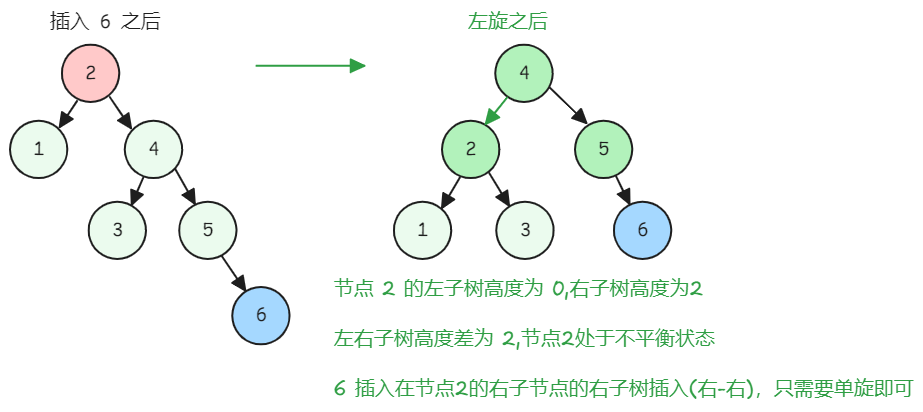 插入 6 之后
左旋之后
2
4
1
4
2
5
3
5
1
3
6
6
节点 2 的左子树高度为 0,右子树高度为2
左右子树高度差为 2,节点2处于不平衡状态
6 插入在节点2的右子节点的右子树插入(右-右)，只需要单旋即可